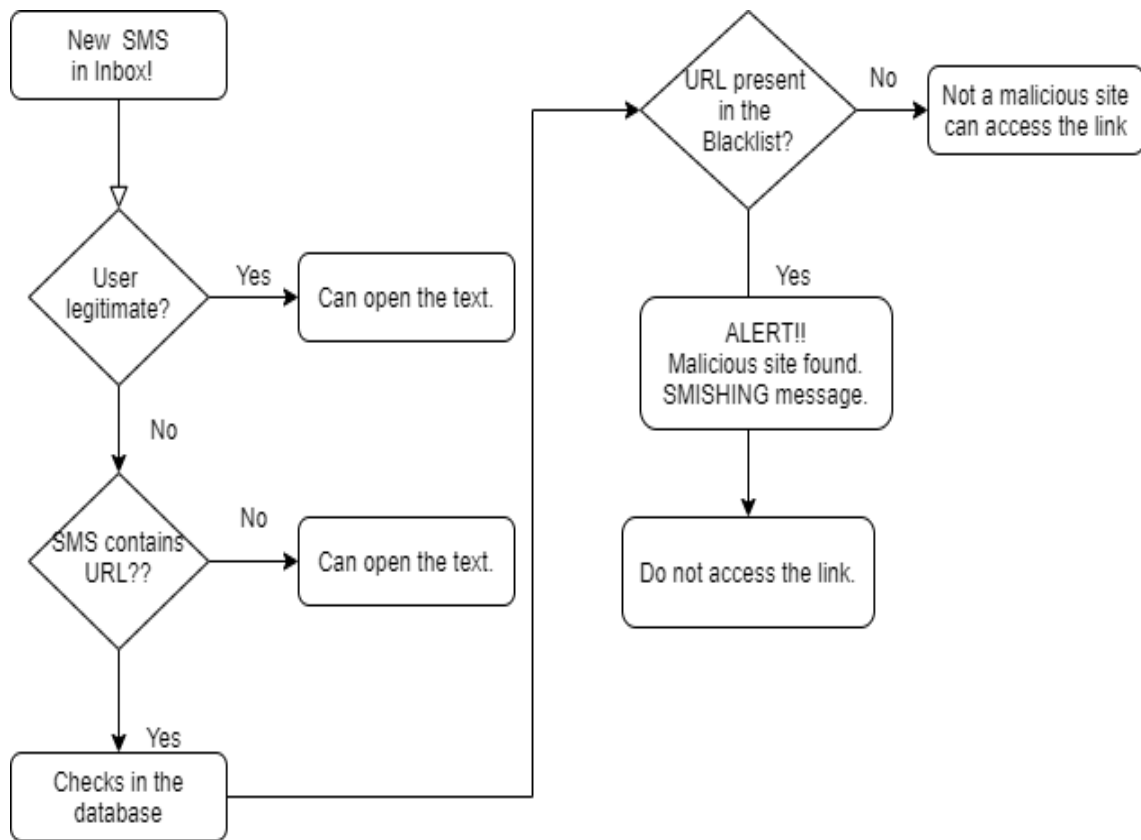 New SMS
in Inbox!
User
legitimate?
Yes
Can open the text.
No
SMS contains
URL??
No
Can open the text.
Yes
Checks in the
database
URL present
in the
Blacklist?
No
Not a malicious site
can access the link
Yes
ALERT!!
Malicious site found.
SMISHING message.
Do not access the link.